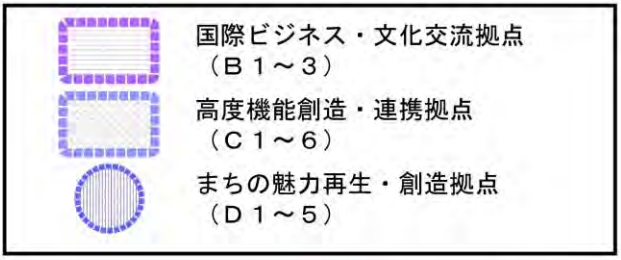 国際ビジネス・文化交流拠点
（Ｂ１～３）
高度機能創造・連携拠点
（Ｃ１～６）
まちの魅力再生・創造拠点
（Ｄ１～５）